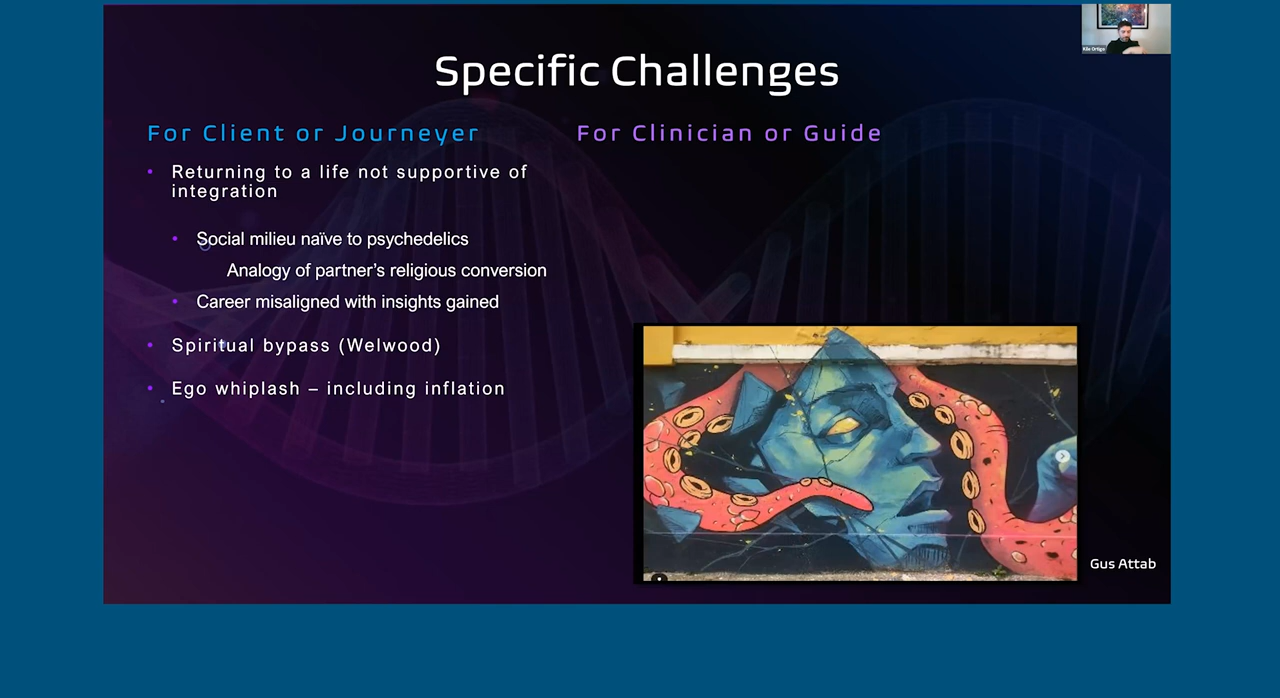 Specific Challenges
For Client or Journeyer
Returning to a life not supportive of
integration
Social milieu naïve to psychedelics
Analogy of partner’s religious conversion
Career misaligned with insights gained
Spiritual bypass (Welwood)
Ego whiplash – including inflation
For Clinician or Guide
Gus Attab